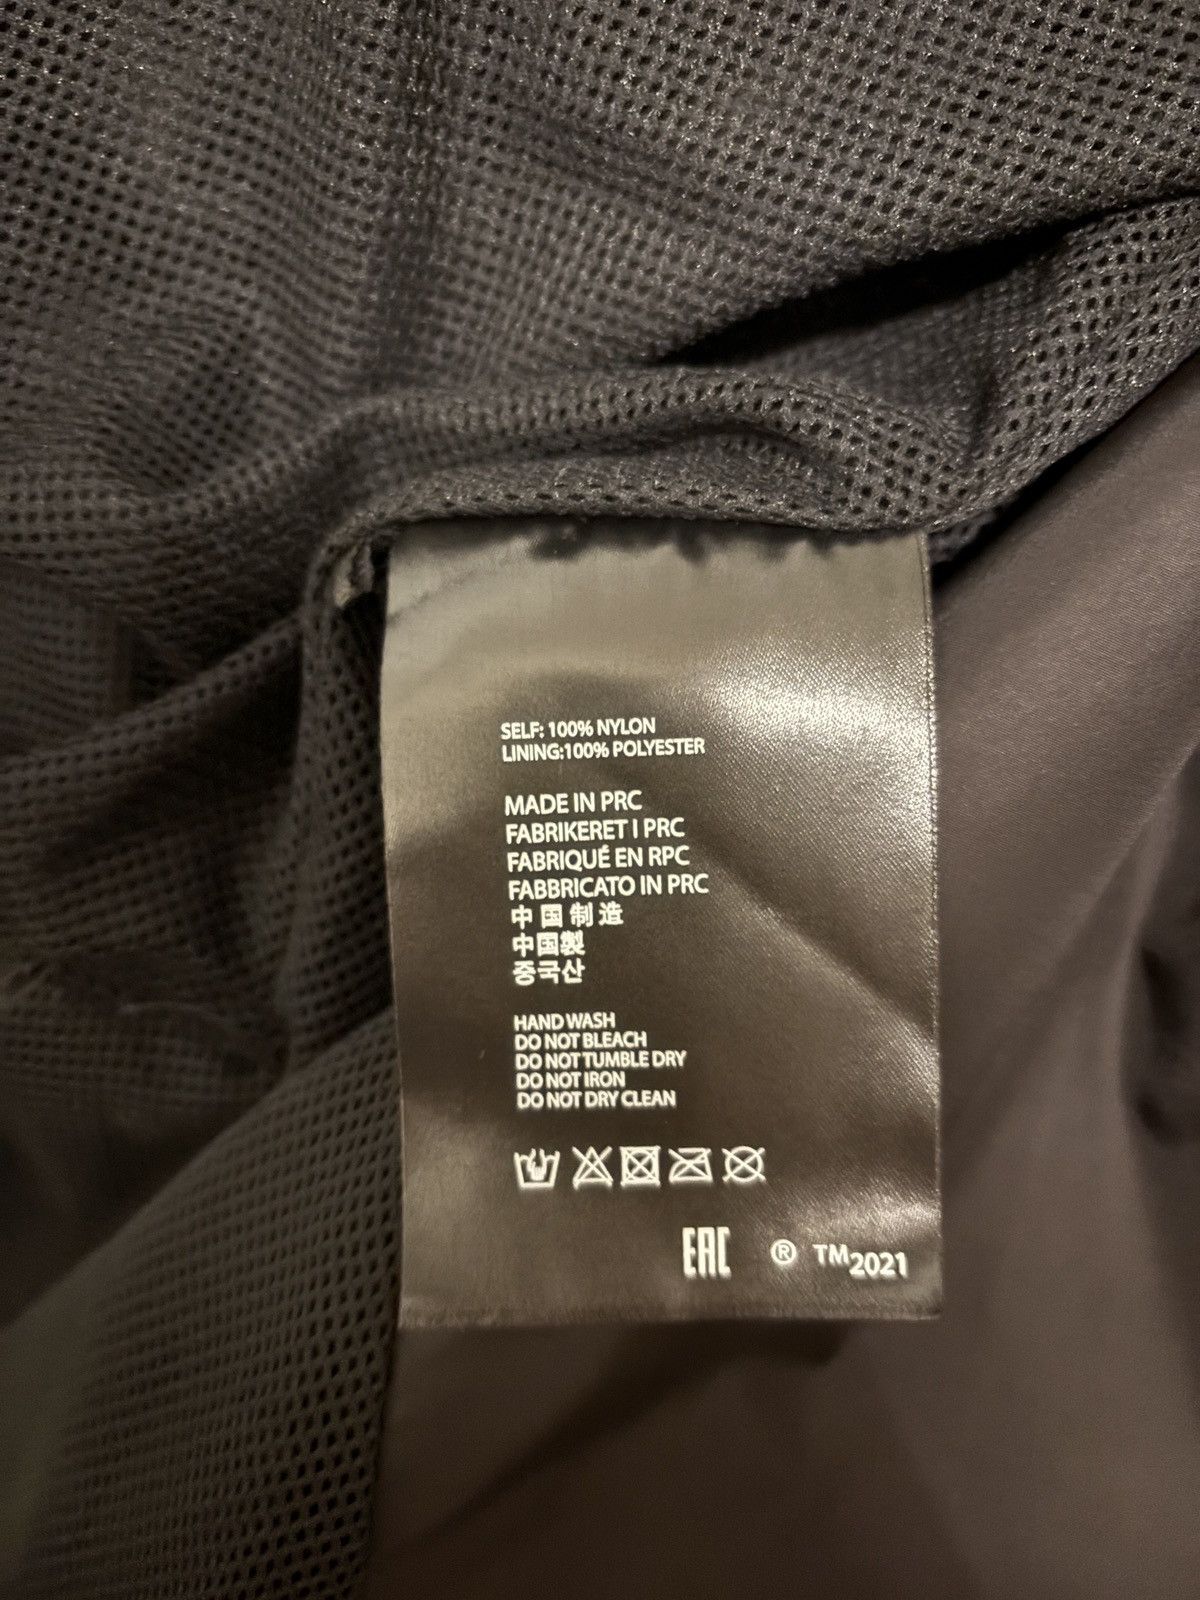 SELF: 100% NYLON
LINING:100% POLYESTER
MADE IN PRC
FABRIKERET I PRC
FABRIQUÉ EN RPC
FABBRICATO IN PRC
中国制造
中国製
중국산
HAND WASH
DO NOT BLEACH
DO NOT TUMBLE DRY
DO NOT IRON
DO NOT DRY CLEAN
EAC ® TM2021